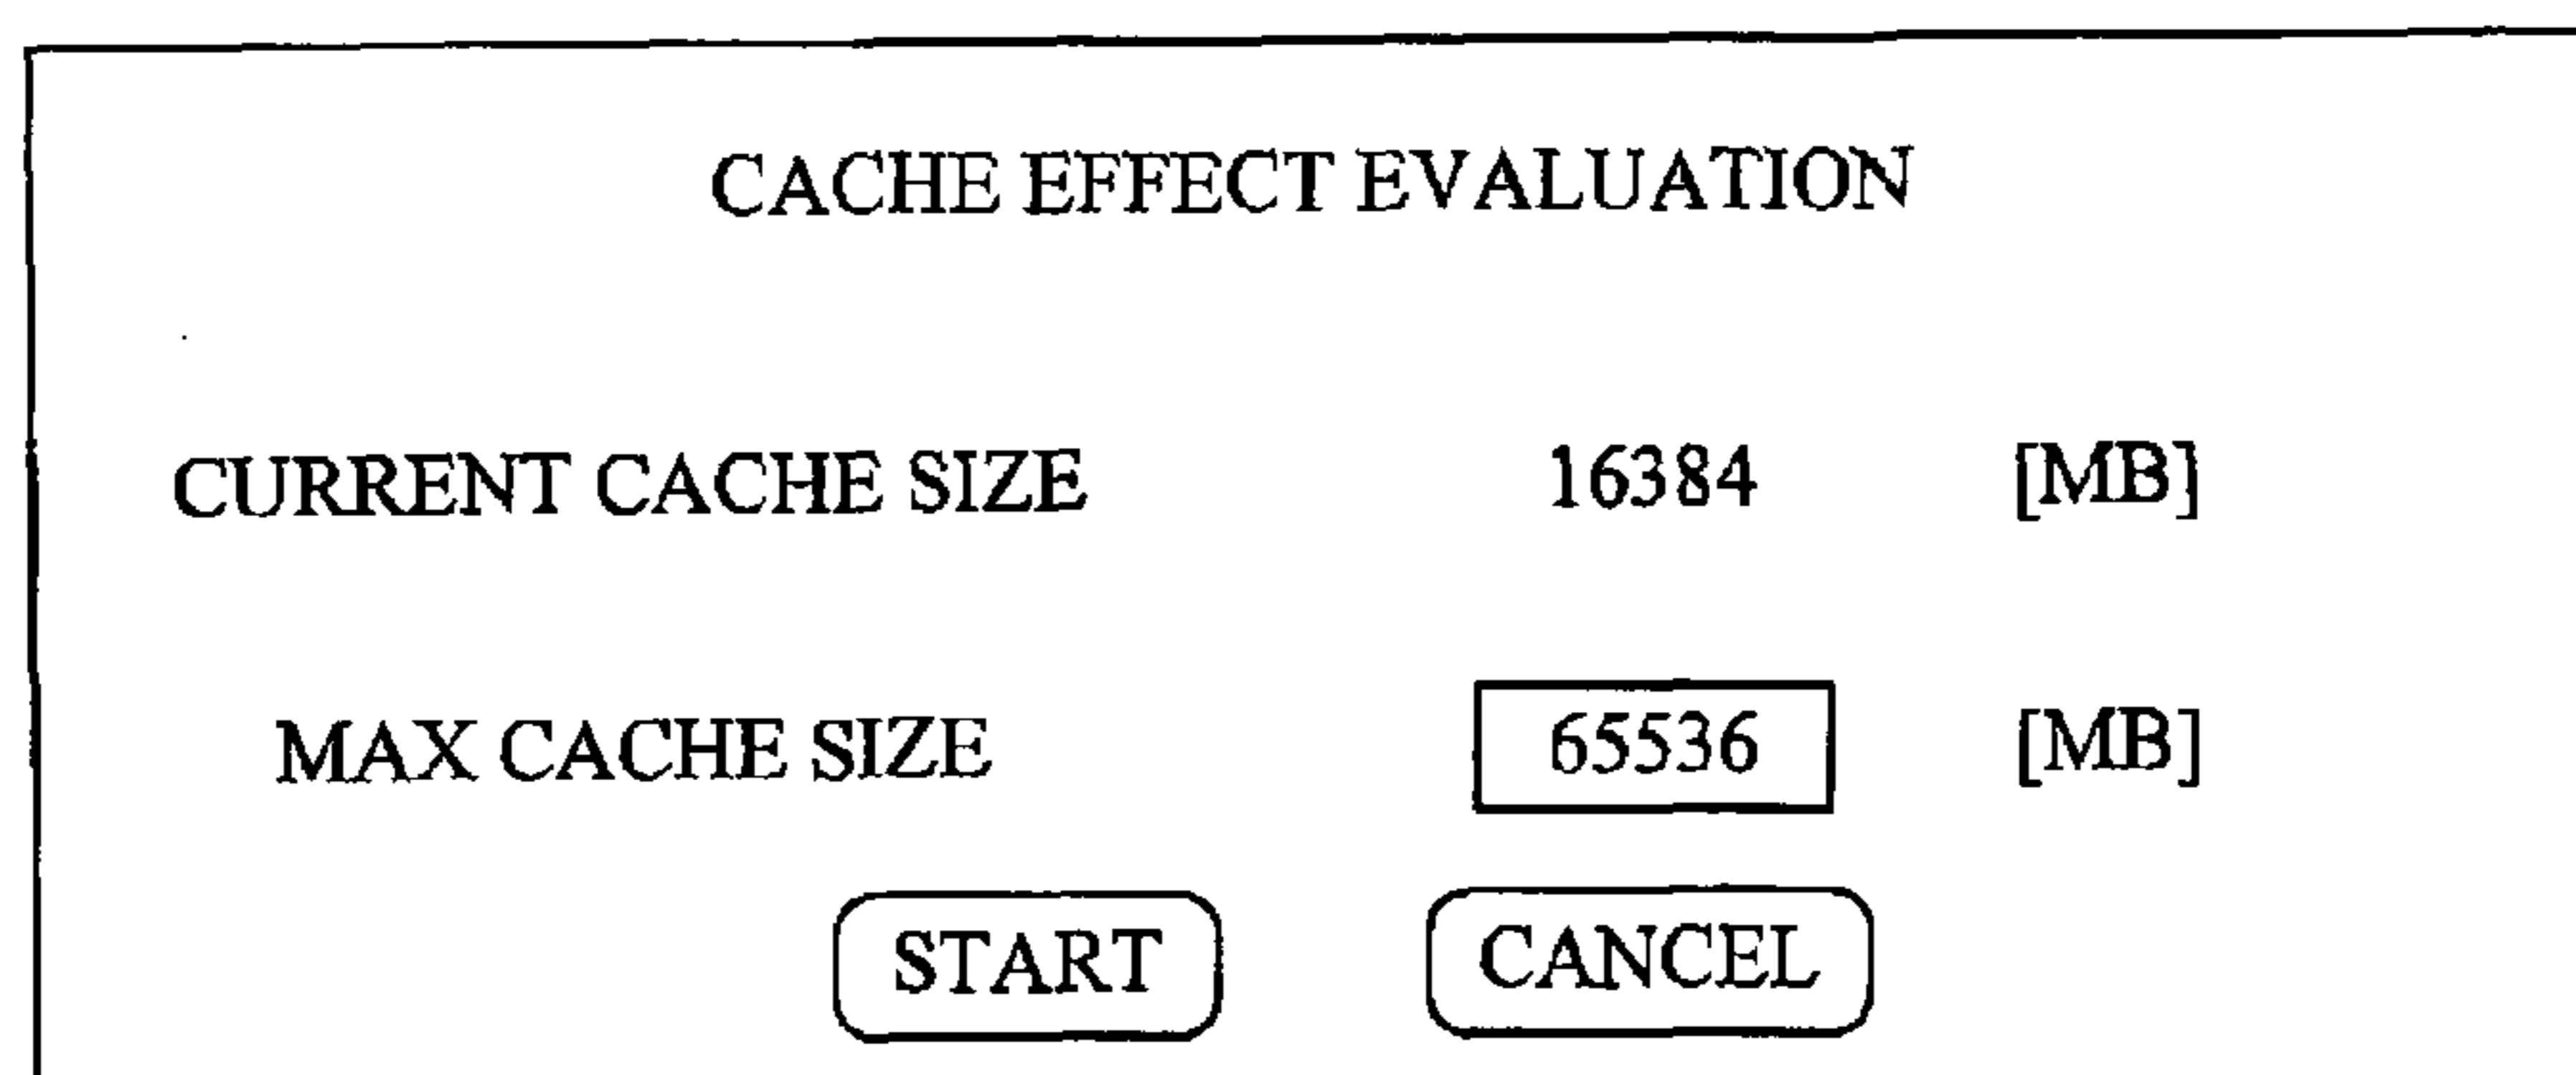 CACHE EFFECT EVALUATION
CURRENT CACHE SIZE 16384 [MB]
MAX CACHE SIZE 65536 [MB]
START CANCEL